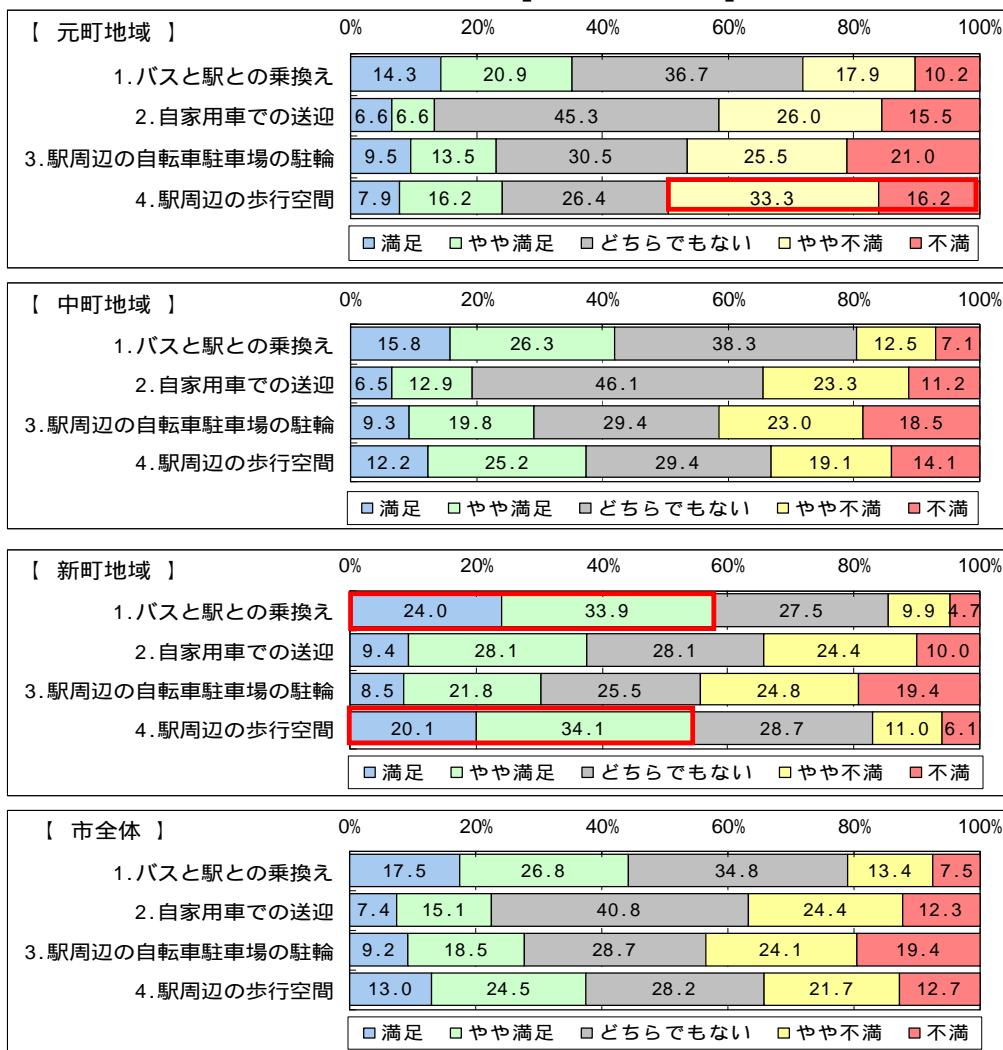 【 元町地域 】 0% 20% 40% 60% 80% 100%
1.バスと駅との乗換え 14.3 20.9 36.7 17.9 10.2
2.自家用車での送迎 6.6 6.6 45.3 26.0 15.5
3.駅周辺の自転車駐車場の駐輪 9.5 13.5 30.5 25.5 21.0
4.駅周辺の歩行空間 7.9 16.2 26.4 33.3 16.2
満足 やや満足 どちらでもない やや不満 不満
【 中町地域 】 0% 20% 40% 60% 80% 100%
1.バスと駅との乗換え 15.8 26.3 38.3 12.5 7.1
2.自家用車での送迎 6.5 12.9 46.1 23.3 11.2
3.駅周辺の自転車駐車場の駐輪 9.3 19.8 29.4 23.0 18.5
4.駅周辺の歩行空間 12.2 25.2 29.4 19.1 14.1
満足 やや満足 どちらでもない やや不満 不満
【 新町地域 】 0% 20% 40% 60% 80% 100%
1.バスと駅との乗換え 24.0 33.9 27.5 9.9 4.7
2.自家用車での送迎 9.4 28.1 28.1 24.4 10.0
3.駅周辺の自転車駐車場の駐輪 8.5 21.8 25.5 24.8 19.4
4.駅周辺の歩行空間 20.1 34.1 28.7 11.0 6.1
満足 やや満足 どちらでもない やや不満 不満
【 市全体 】 0% 20% 40% 60% 80% 100%
1.バスと駅との乗換え 17.5 26.8 34.8 13.4 7.5
2.自家用車での送迎 7.4 15.1 40.8 24.4 12.3
3.駅周辺の自転車駐車場の駐輪 9.2 18.5 28.7 24.1 19.4
4.駅周辺の歩行空間 13.0 24.5 28.2 21.7 12.7
満足 やや満足 どちらでもない やや不満 不満